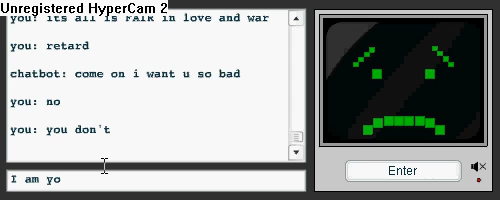 Unregistered HyperCam 2
you: its all is FAIR in love and war
you: retard
chatbot: come on i want u so bad
you: no
you: you don't
I am yo
Enter